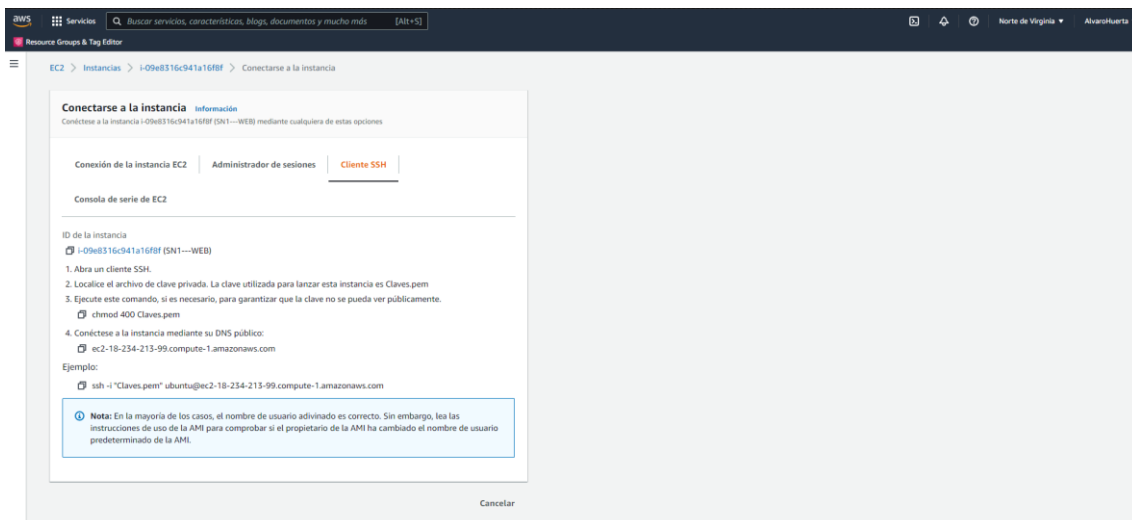 aws
Servicios
Buscar servicios, características, blogs, documentos y mucho más
[Alt+S]
Norte de Virginia
AlvaroHuerta
Resource Groups & Tag Editor
EC2 > Instancias > i-09e8316c941a16f8f > Conectarse a la instancia
Conectarse a la instancia Información
Conéctese a la instancia i-09e8316c941a16f8f (SN1---WEB) mediante cualquiera de estas opciones
Conexión de la instancia EC2
Administrador de sesiones
Cliente SSH
Consola de serie de EC2
ID de la instancia
i-09e8316c941a16f8f (SN1---WEB)
1. Abra un cliente SSH.
2. Localice el archivo de clave privada. La clave utilizada para lanzar esta instancia es Claves.pem
3. Ejecute este comando, si es necesario, para garantizar que la clave no se pueda ver públicamente.
chmod 400 Claves.pem
4. Conéctese a la instancia mediante su DNS público:
ec2-18-234-213-99.compute-1.amazonaws.com
Ejemplo:
ssh -i "Claves.pem" ubuntu@ec2-18-234-213-99.compute-1.amazonaws.com
Nota: En la mayoría de los casos, el nombre de usuario adivinado es correcto. Sin embargo, lea las
instrucciones de uso de la AMI para comprobar si el propietario de la AMI ha cambiado el nombre de usuario
predeterminado de la AMI.
Cancelar